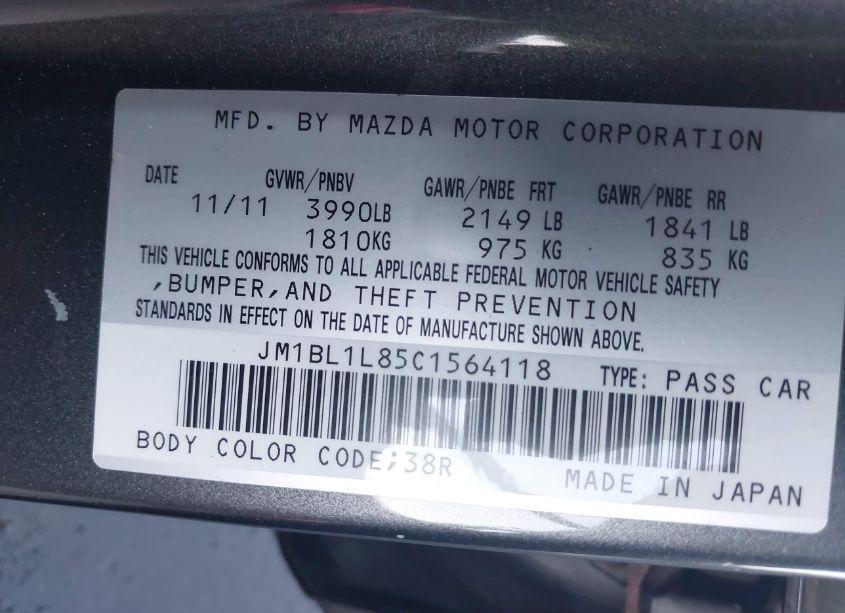 MFD. BY MAZDA MOTOR CORPORATION
DATE GVWR/PNBV GAWR/PNBE FRT GAWR/PNBE RR
11/11 3990LB 2149 LB 1841 LB
1810KG 975 KG 835 KG
THIS VEHICLE CONFORMS TO ALL APPLICABLE FEDERAL MOTOR VEHICLE SAFETY
,BUMPER,AND THEFT PREVENTION
STANDARDS IN EFFECT ON THE DATE OF MANUFACTURE SHOWN ABOVE.
JM1BL1L85C1564118 TYPE: PASS CAR
BODY COLOR CODE;38R
MADE IN JAPAN